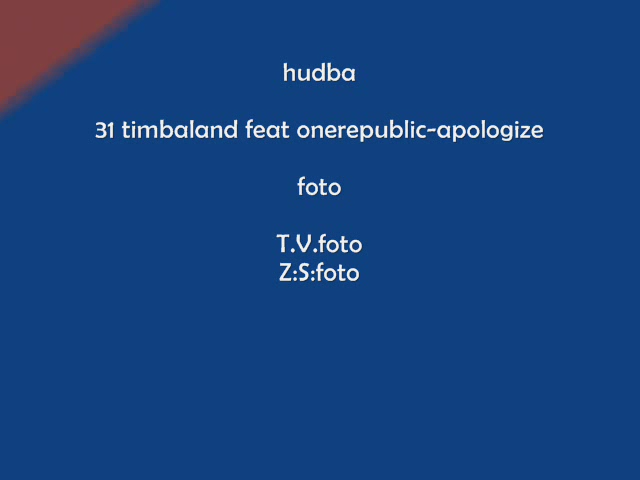 hudba
31 timbaland feat onerepublic-apologize
foto
T.V.foto
Z:S:foto